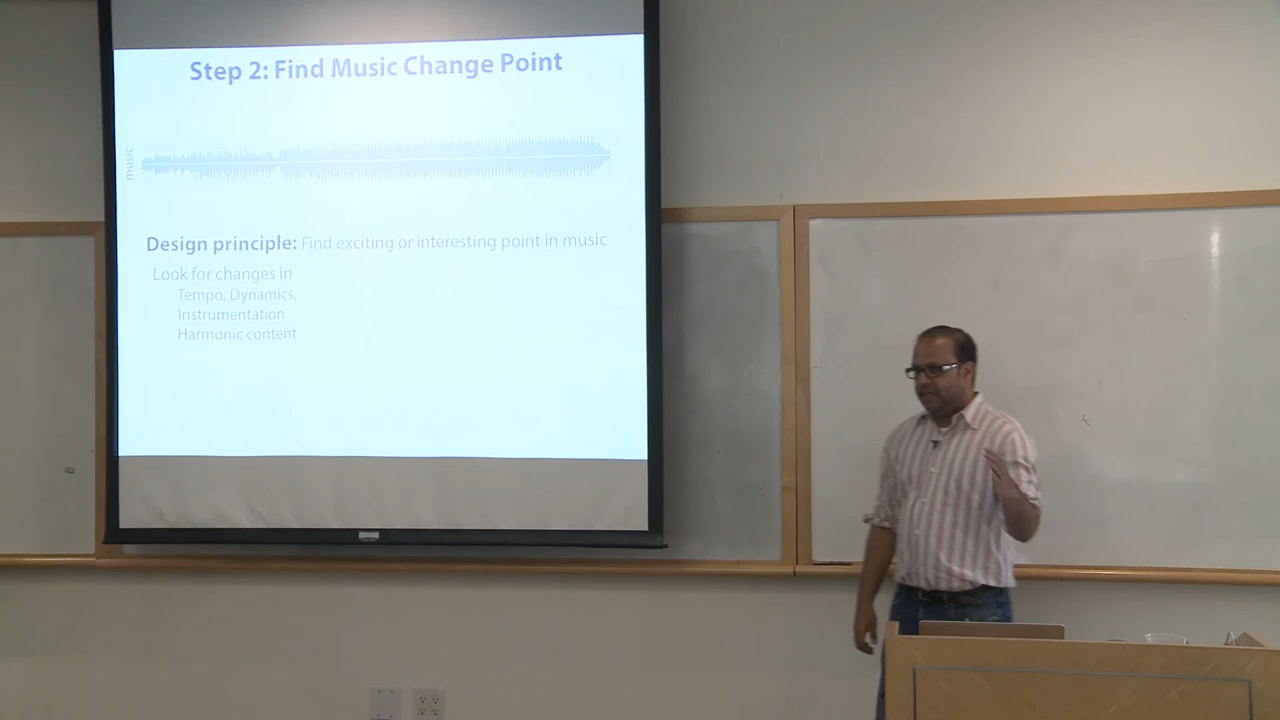 Step 2: Find Music Change Point
music
Design principle: Find exciting or interesting point in music
Look for changes in
Tempo, Dynamics,
Instrumentation
Harmonic content